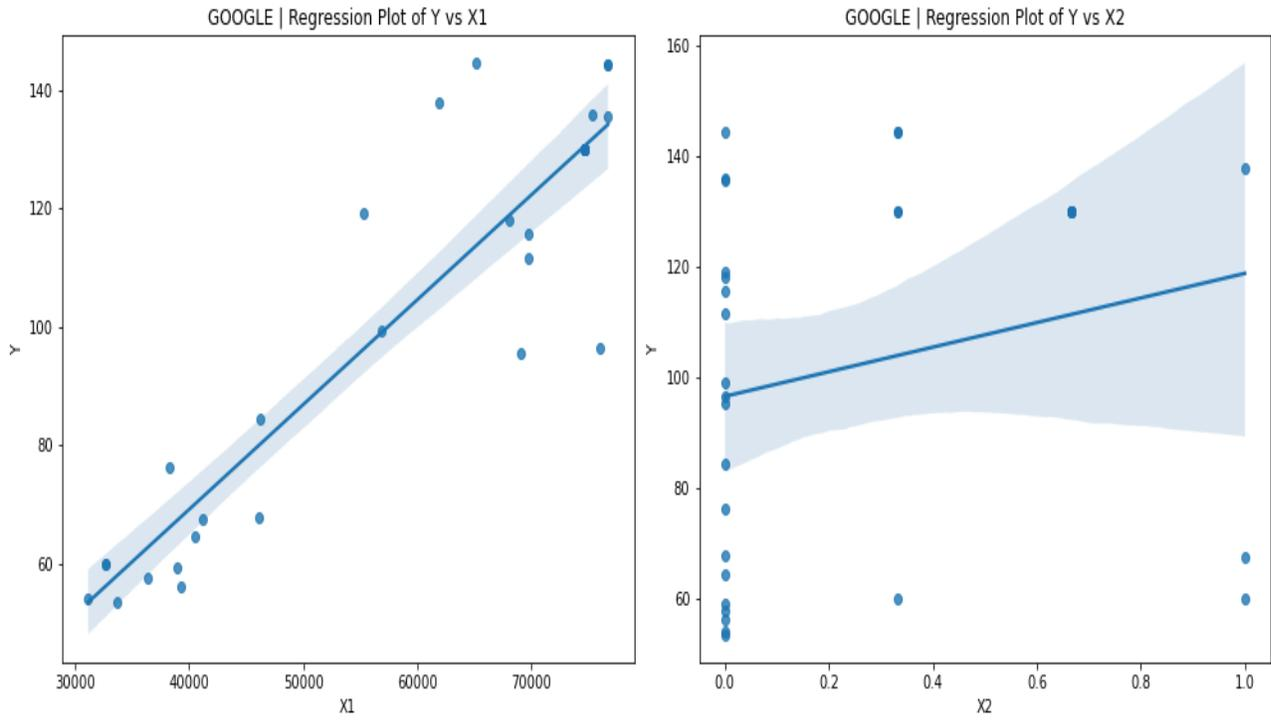 GOOGLE | Regression Plot of Y vs X1
140
120
100
80
60
Y
30000 40000 50000 60000 70000
X1
GOOGLE | Regression Plot of Y vs X2
160
140
120
100
80
60
Y
0.0 0.2 0.4 0.6 0.8 1.0
X2